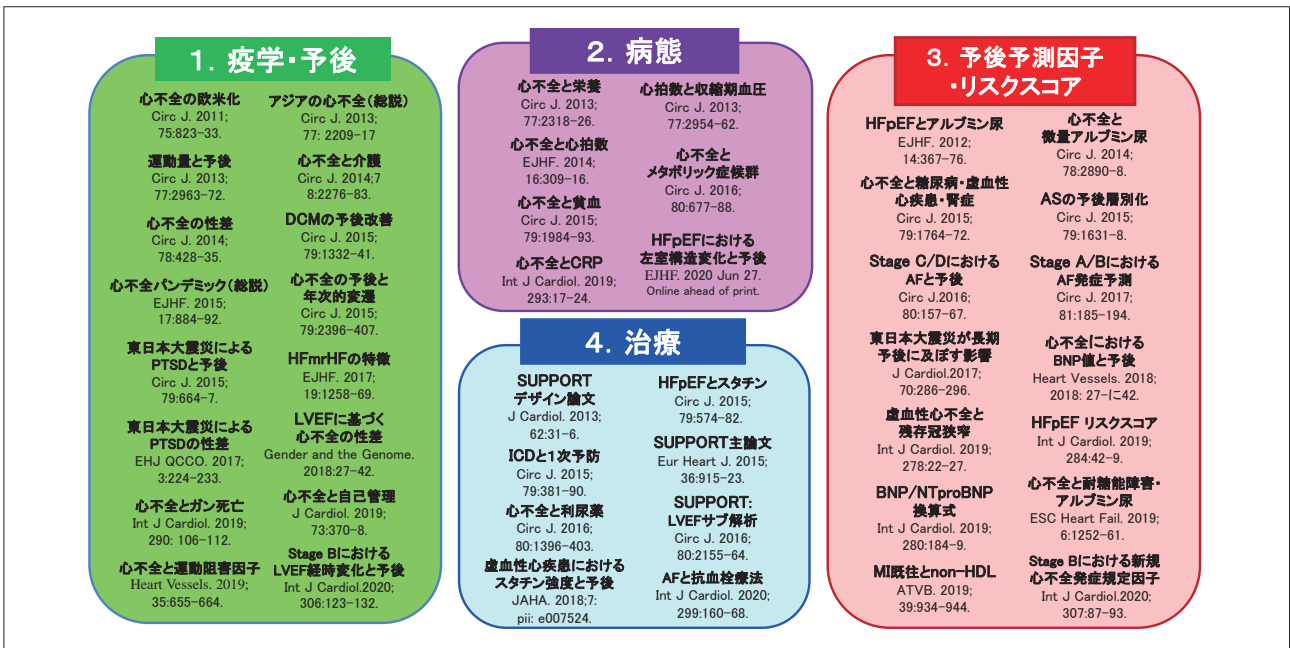 1. 疫学・予後
心不全の欧米化
Circ J. 2011;
75:823-33.
運動量と予後
Circ J. 2013;
77:2963-72.
心不全の性差
Circ J. 2014;
78:428-35.
心不全パンデミック(総説)
EJHF. 2015;
17:884-92.
東日本大震災による
PTSDと予後
Circ J. 2015;
79:664-7.
東日本大震災による
PTSDの性差
EHJ QCCO. 2017;
3:224-233.
心不全とガン死亡
Int J Cardiol. 2019;
290: 106-112.
心不全と運動阻害因子
Heart Vessels. 2019;
35:655-664.
アジアの心不全(総説)
Circ J. 2013;
77: 2209-17
心不全と介護
Circ J. 2014;7
8:2276-83.
DCMの予後改善
Circ J. 2015;
79:1332-41.
心不全の予後と
年次的変遷
Circ J. 2015;
79:2396-407.
HFmrHFの特徴
EJHF. 2017;
19:1258-69.
LVEFに基づく
心不全の性差
Gender and the Genome.
2018:27-42.
心不全と自己管理
J Cardiol. 2019;
73:370-8.
Stage Bにおける
LVEF経時変化と予後
Int J Cardiol.2020;
306:123-132.
2. 病態
心不全と栄養
Circ J. 2013;
77:2318-26.
心不全と心拍数
EJHF. 2014;
16:309-16.
心不全と貧血
Circ J. 2015;
79:1984-93.
心不全とCRP
Int J Cardiol. 2019;
293:17-24.
心拍数と収縮期血圧
Circ J. 2013;
77:2954-62.
心不全と
メタボリック症候群
Circ J. 2016;
80:677-88.
HFpEFにおける
左室構造変化と予後
EJHF. 2020 Jun 27.
Online ahead of print.
3. 予後予測因子
・リスクスコア
HFpEFとアルブミン尿
EJHF. 2012;
14:367-76.
心不全と糖尿病・虚血性
心疾患・腎症
Circ J. 2015;
79:1764-72.
Stage C/Dにおける
AFと予後
Circ J.2016;
80:157-67.
東日本大震災が長期
予後に及ぼす影響
J Cardiol.2017;
70:286-296.
虚血性心不全と
残存冠狭窄
Int J Cardiol. 2019;
278:22-27.
BNP/NTproBNP
換算式
Int J Cardiol. 2019;
280:184-9.
MI既往とnon-HDL
ATVB. 2019;
39:934-944.
心不全と
微量アルブミン尿
Circ J. 2014;
78:2890-8.
ASの予後層別化
Circ J. 2015;
79:1631-8.
Stage A/Bにおける
AF発症予測
Circ J. 2017;
81:185-194.
心不全における
BNP値と予後
Heart Vessels. 2018;
2018: 27-に42.
HFpEF リスクスコア
Int J Cardiol. 2019;
284:42-9.
心不全と耐糖能障害・
アルブミン尿
ESC Heart Fail. 2019;
6:1252-61.
Stage Bにおける新規
心不全発症規定因子
Int J Cardiol.2020;
307:87-93.
4. 治療
SUPPORT
デザイン論文
J Cardiol. 2013;
62:31-6.
ICDと1次予防
Circ J. 2015;
79:381-90.
心不全と利尿薬
Circ J. 2016;
80:1396-403.
虚血性心疾患における
スタチン強度と予後
JAHA. 2018;7:
pii: e007524.
HFpEFとスタチン
Circ J. 2015;
79:574-82.
SUPPORT主論文
Eur Heart J. 2015;
36:915-23.
SUPPORT:
LVEFサブ解析
Circ J. 2016;
80:2155-64.
AFと抗血栓療法
Int J Cardiol. 2020;
299:160-68.